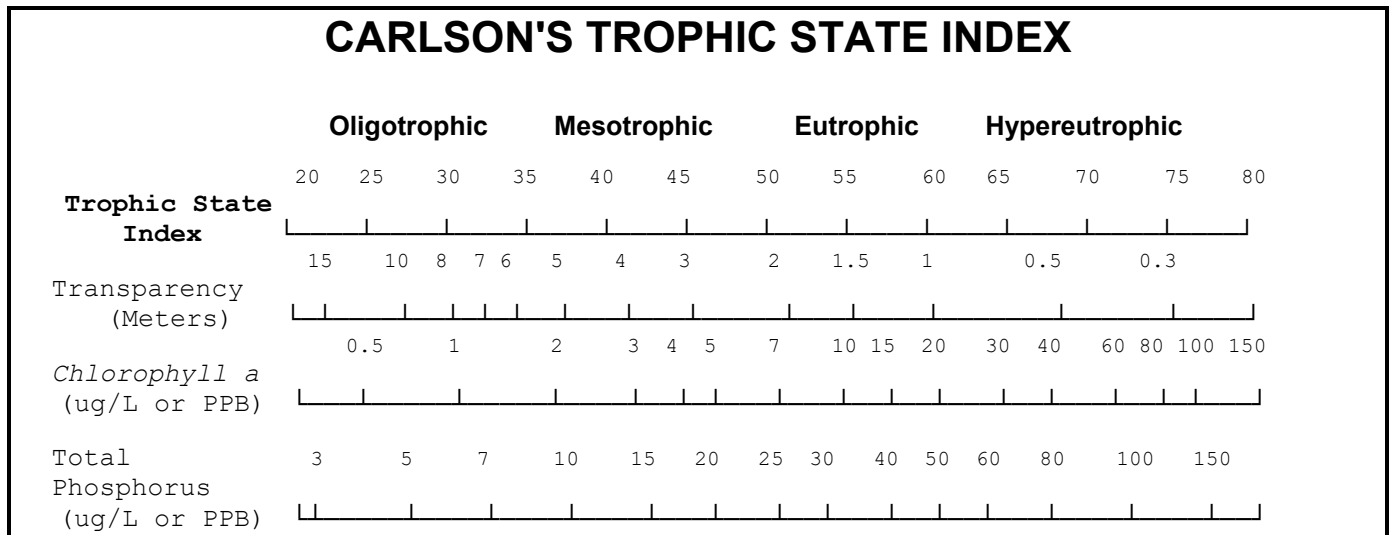 CARLSON'S TROPHIC STATE INDEX
Oligotrophic Mesotrophic Eutrophic Hypereutrophic
20 25 30 35 40 45 50 55 60 65 70 75 80
Trophic State
Index
15 10 8 7 6 5 4 3 2 1.5 1 0.5 0.3
Transparency
(Meters)
0.5 1 2 3 4 5 7 10 15 20 30 40 60 80 100 150
Chlorophyll a
(ug/L or PPB)
Total 3 5 7 10 15 20 25 30 40 50 60 80 100 150
Phosphorus
(ug/L or PPB)